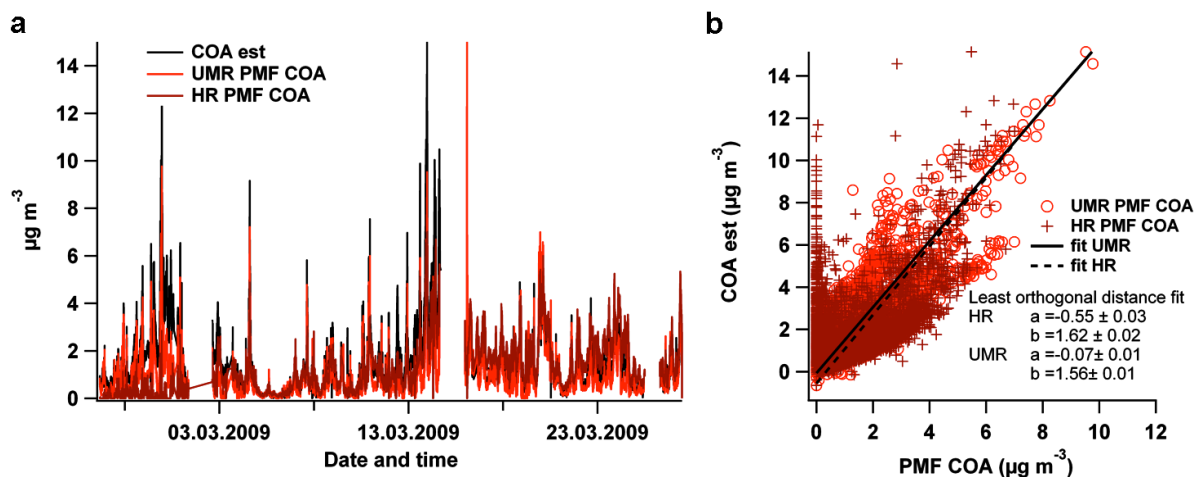 a
14
12
10
8
6
4
2
0
µg m-3
COA est
UMR PMF COA
HR PMF COA
03.03.2009
13.03.2009
23.03.2009
Date and time
b
14
12
10
8
6
4
2
0
COA est (µg m-3)
UMR PMF COA
HR PMF COA
fit UMR
fit HR
Least orthogonal distance fit
HR a =-0.55 ± 0.03
b =1.62 ± 0.02
UMR a =-0.07± 0.01
b =1.56± 0.01
0 2 4 6 8 10 12
PMF COA (µg m-3)